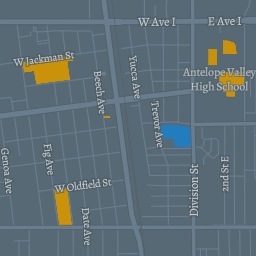 W Ave I
E Ave I
W Jackman St
Antelope Valley
High School
Beech Ave
Yucca Ave
Trevor Ave
Genoa Ave
Fig Ave
W Oldfield St
Date Ave
Division St
2nd St E